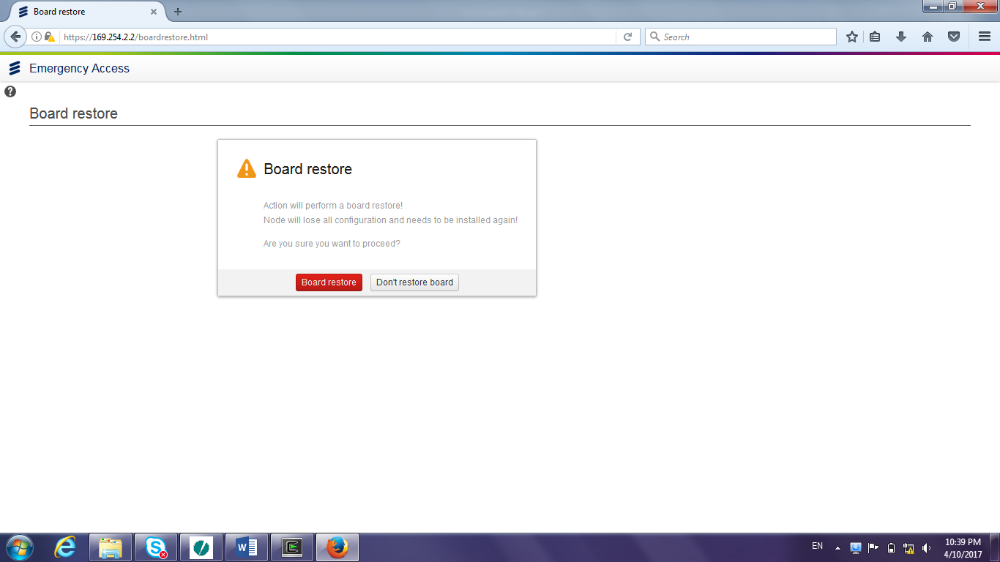 Board restore
https://169.254.2.2/boardrestore.html
Search
Emergency Access
Board restore
Board restore
Action will perform a board restore!
Node will lose all configuration and needs to be installed again!
Are you sure you want to proceed?
Board restore
Don't restore board
EN
10:39 PM
4/10/2017